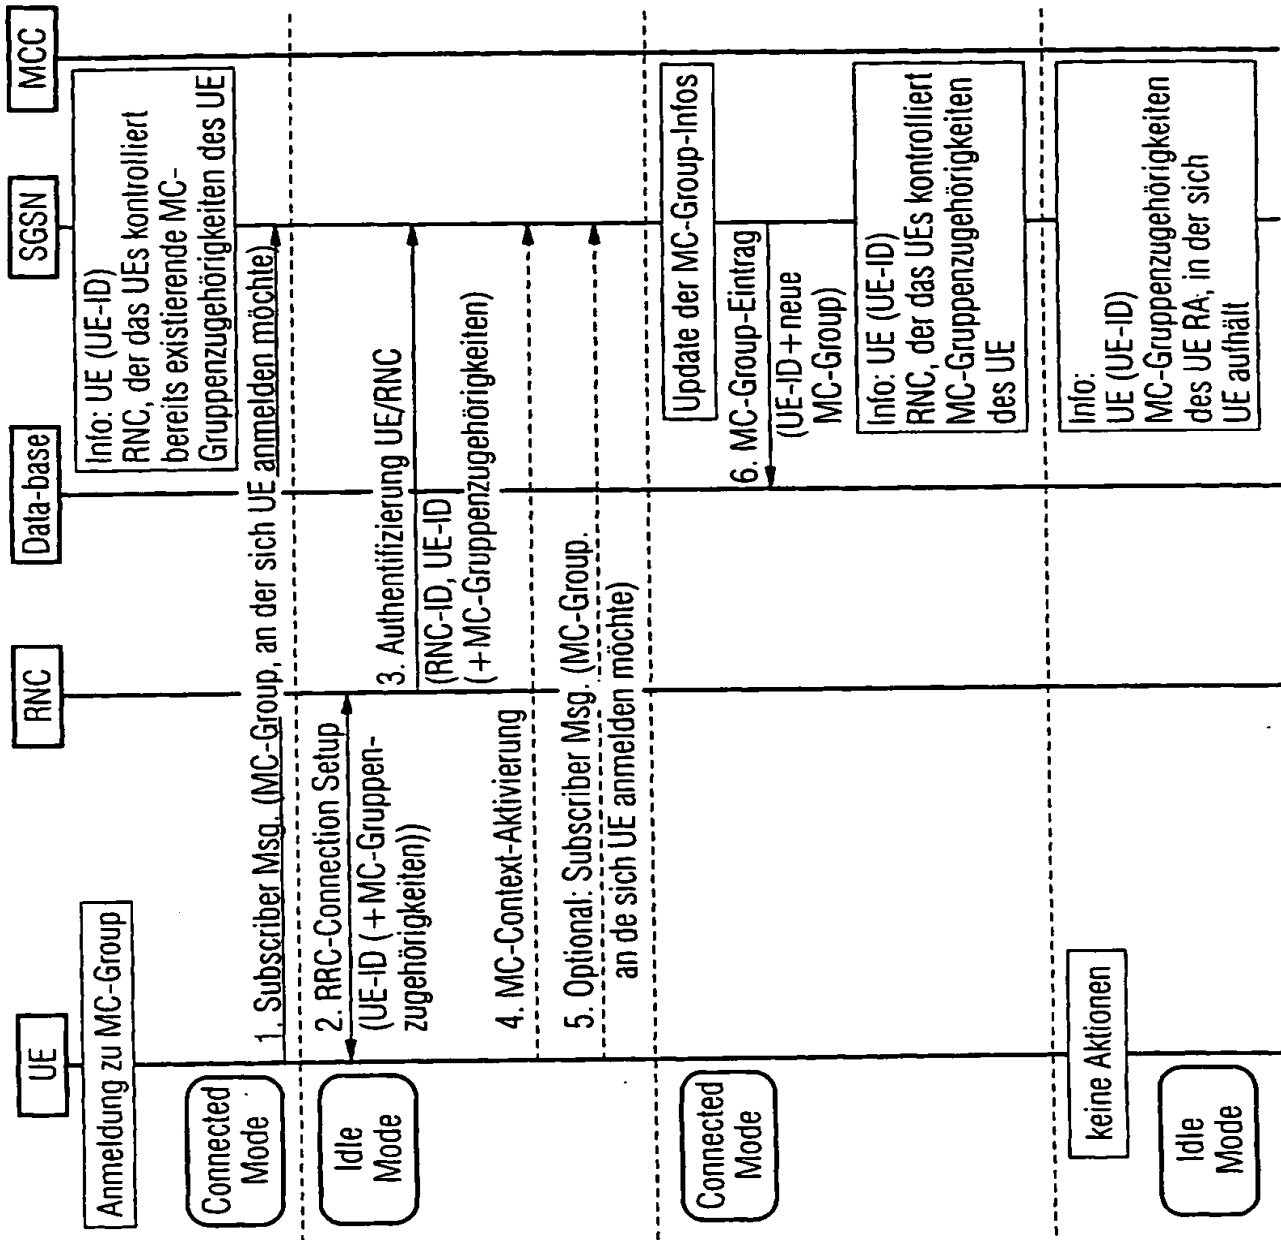 UE
RNC
Data-base
SGSN
MCC
Anmeldung zu MC-Group
Info: UE (UE-ID)
RNC, der das UEs kontrolliert
bereits existierende MC-
Gruppenzugehörigkeiten des UE
Connected
Mode
1. Subscriber Msg. (MC-Group, an der sich UE anmelden möchte)
Idle
Mode
2. RRC-Connection Setup
(UE-ID (+MC-Gruppen-
zugehörigkeiten))
3. Authentifizierung UE/RNC
(RNC-ID, UE-ID
(+MC-Gruppenzugehörigkeiten)
4. MC-Context-Aktivierung
5. Optional: Subscriber Msg. (MC-Group.
an de sich UE anmelden möchte)
Connected
Mode
Update der MC-Group-Infos
6. MC-Group-Eintrag
(UE-ID+neue
MC-Group)
Info: UE (UE-ID)
RNC, der das UEs kontrolliert
MC-Gruppenzugehörigkeiten
des UE
keine Aktionen
Idle
Mode
Info:
UE (UE-ID)
MC-Gruppenzugehörigkeiten
des UE RA; in der sich
UE aufhält